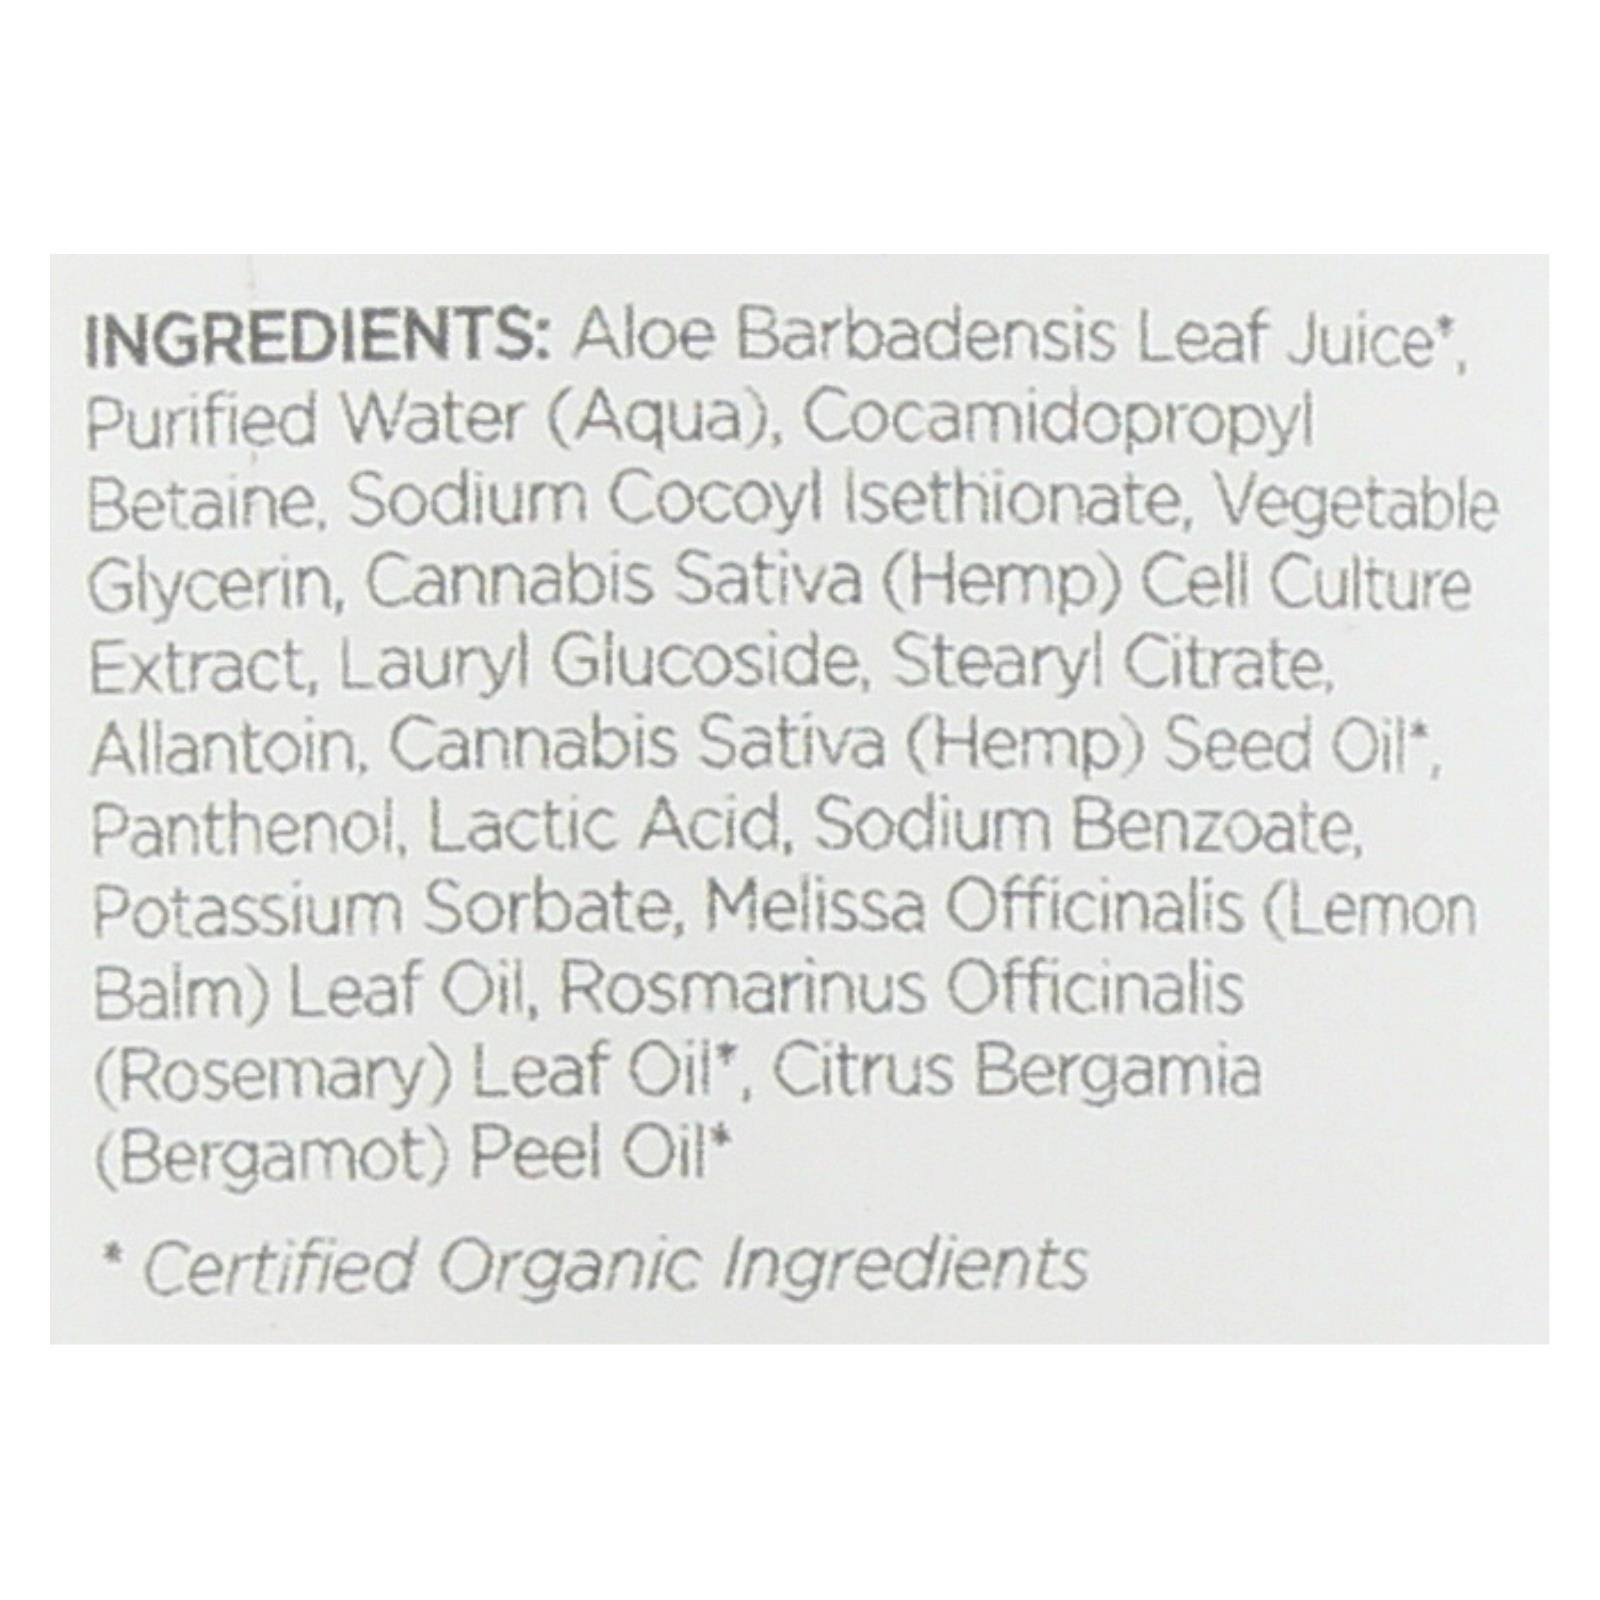 INGREDIENTS: Aloe Barbadensis Leaf Juice*,
Purified Water (Aqua), Cocamidopropyl
Betaine, Sodium Cocoyl Isethionate, Vegetable
Glycerin, Cannabis Sativa (Hemp) Cell Culture
Extract, Lauryl Glucoside, Stearyl Citrate,
Allantoin, Cannabis Sativa (Hemp) Seed Oil*,
Panthenol, Lactic Acid, Sodium Benzoate,
Potassium Sorbate, Melissa Officinalis (Lemon
Balm) Leaf Oil, Rosmarinus Officinalis
(Rosemary) Leaf Oil*, Citrus Bergamia
(Bergamot) Peel Oil*
* Certified Organic Ingredients